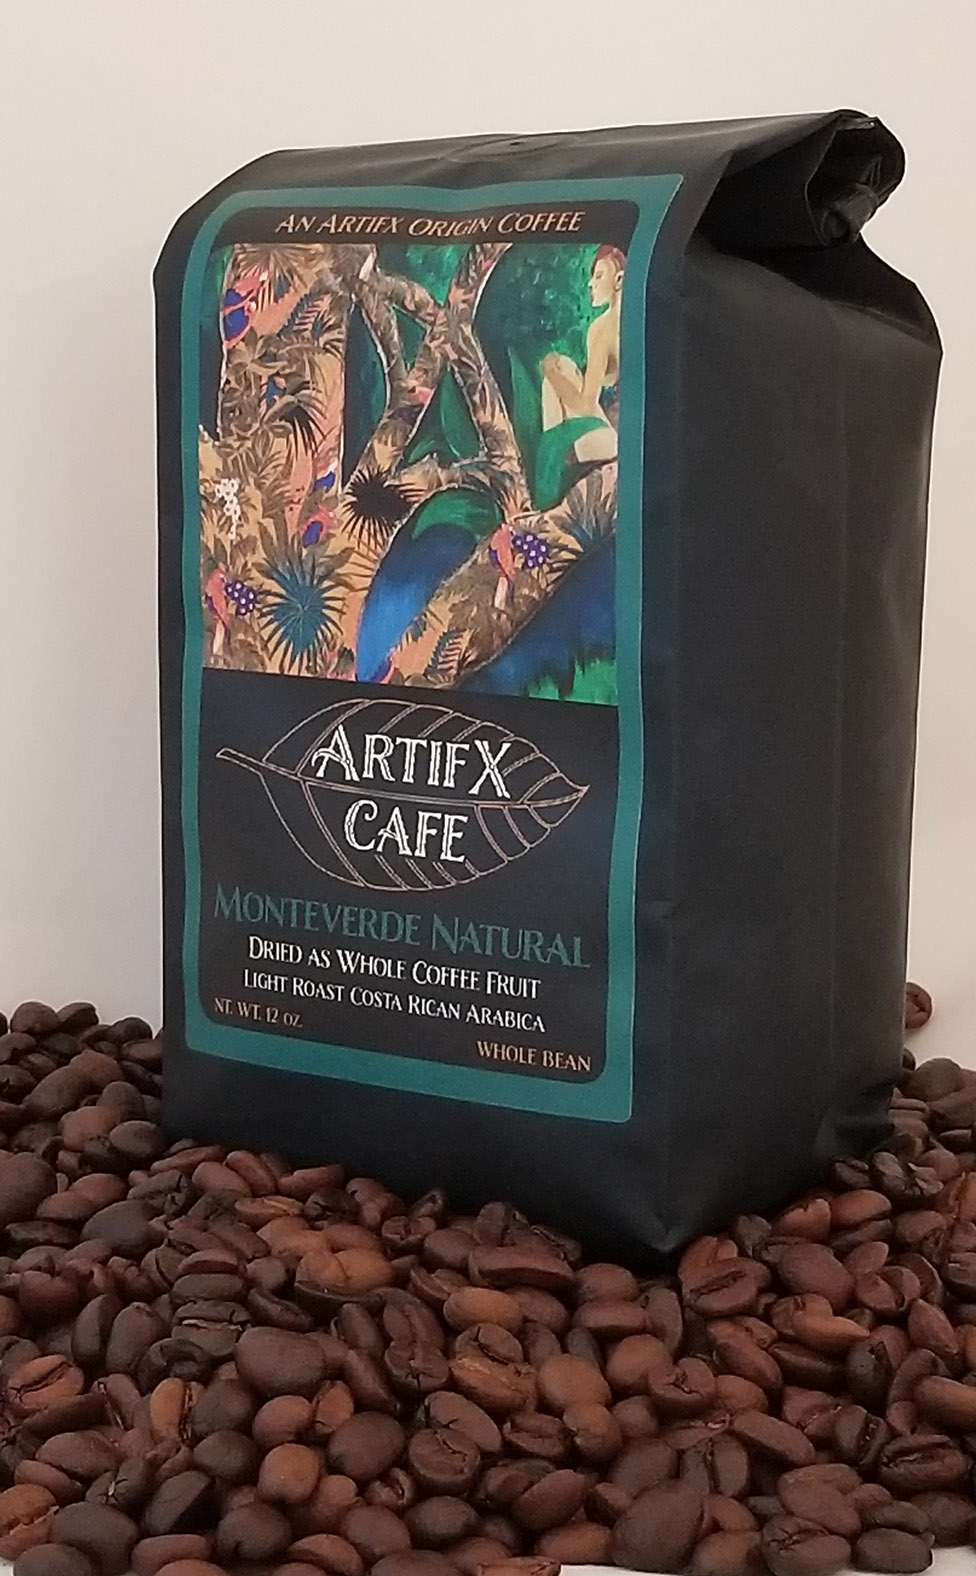 An Artifx Origin Coffee
Artifx
Cafe
Monteverde Natural
Dried as Whole Coffee Fruit
Light Roast Costa Rican Arabica
Nt. Wt. 12 oz.
Whole Bean